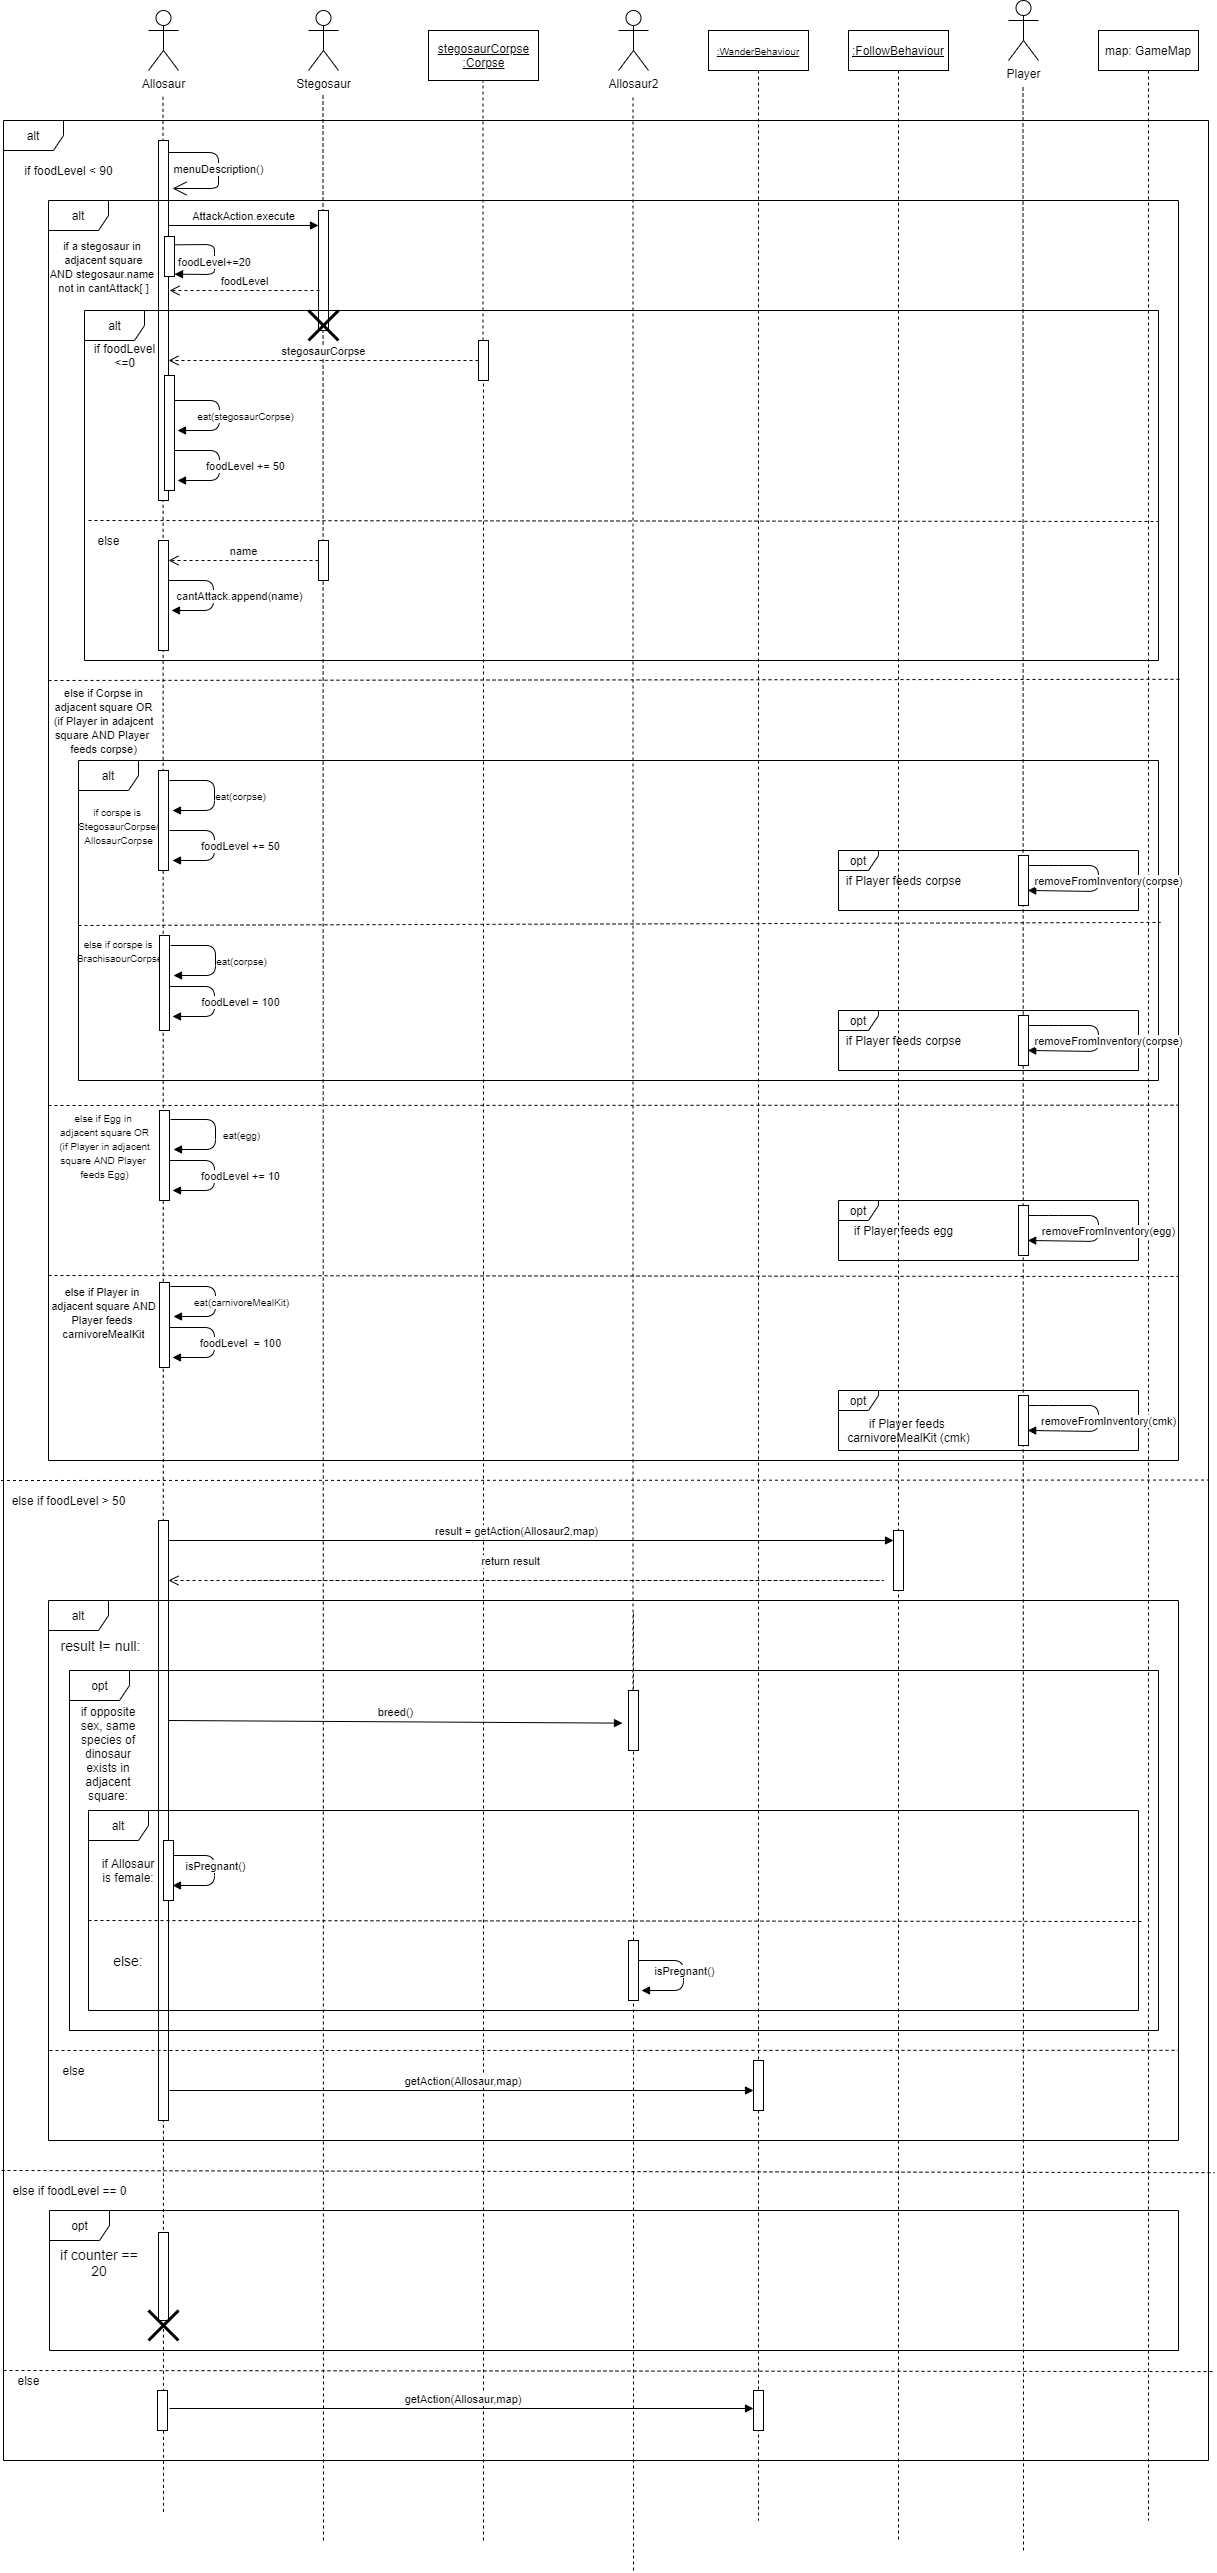 Allosaur
Stegosaur
stegosaurCorpse
:Corpse
Allosaur2
:WanderBehaviour
:FollowBehaviour
Player
map: GameMap
alt
if foodLevel < 90
menuDescription()
alt
AttackAction.execute
if a stegosaur in
adjacent square
AND stegosaur.name
not in cantAttack[ ]
foodLevel+=20
foodLevel
alt
if foodLevel
<=0
stegosaurCorpse
eat(stegosaurCorpse)
foodLevel += 50
else
name
cantAttack.append(name)
else if Corpse in
adjacent square OR
(if Player in adajcent
square AND Player
feeds corpse)
alt
eat(corpse)
if corspe is
StegosaurCorpse/
AllosaurCorpse
foodLevel += 50
opt
if Player feeds corpse
removeFromInventory(corpse)
else if corspe is
BrachisaourCorpse
eat(corpse)
foodLevel = 100
opt
if Player feeds corpse
removeFromInventory(corpse)
else if Egg in
adjacent square OR
(if Player in adjacent
square AND Player
feeds Egg)
eat(egg)
foodLevel += 10
opt
if Player feeds egg
removeFromInventory(egg)
else if Player in
adjacent square AND
Player feeds
carnivoreMealKit
eat(carnivoreMealKit)
foodLevel  = 100
opt
if Player feeds
carnivoreMealKit (cmk)
removeFromInventory(cmk)
else if foodLevel > 50
result = getAction(Allosaur2,map)
return result
alt
result != null:
opt
if opposite
sex, same
species of
dinosaur
exists in
adjacent
square:
breed()
alt
if Allosaur
is female:
isPregnant()
else:
isPregnant()
else
getAction(Allosaur,map)
else if foodLevel == 0
opt
if counter ==
20
else
getAction(Allosaur,map)